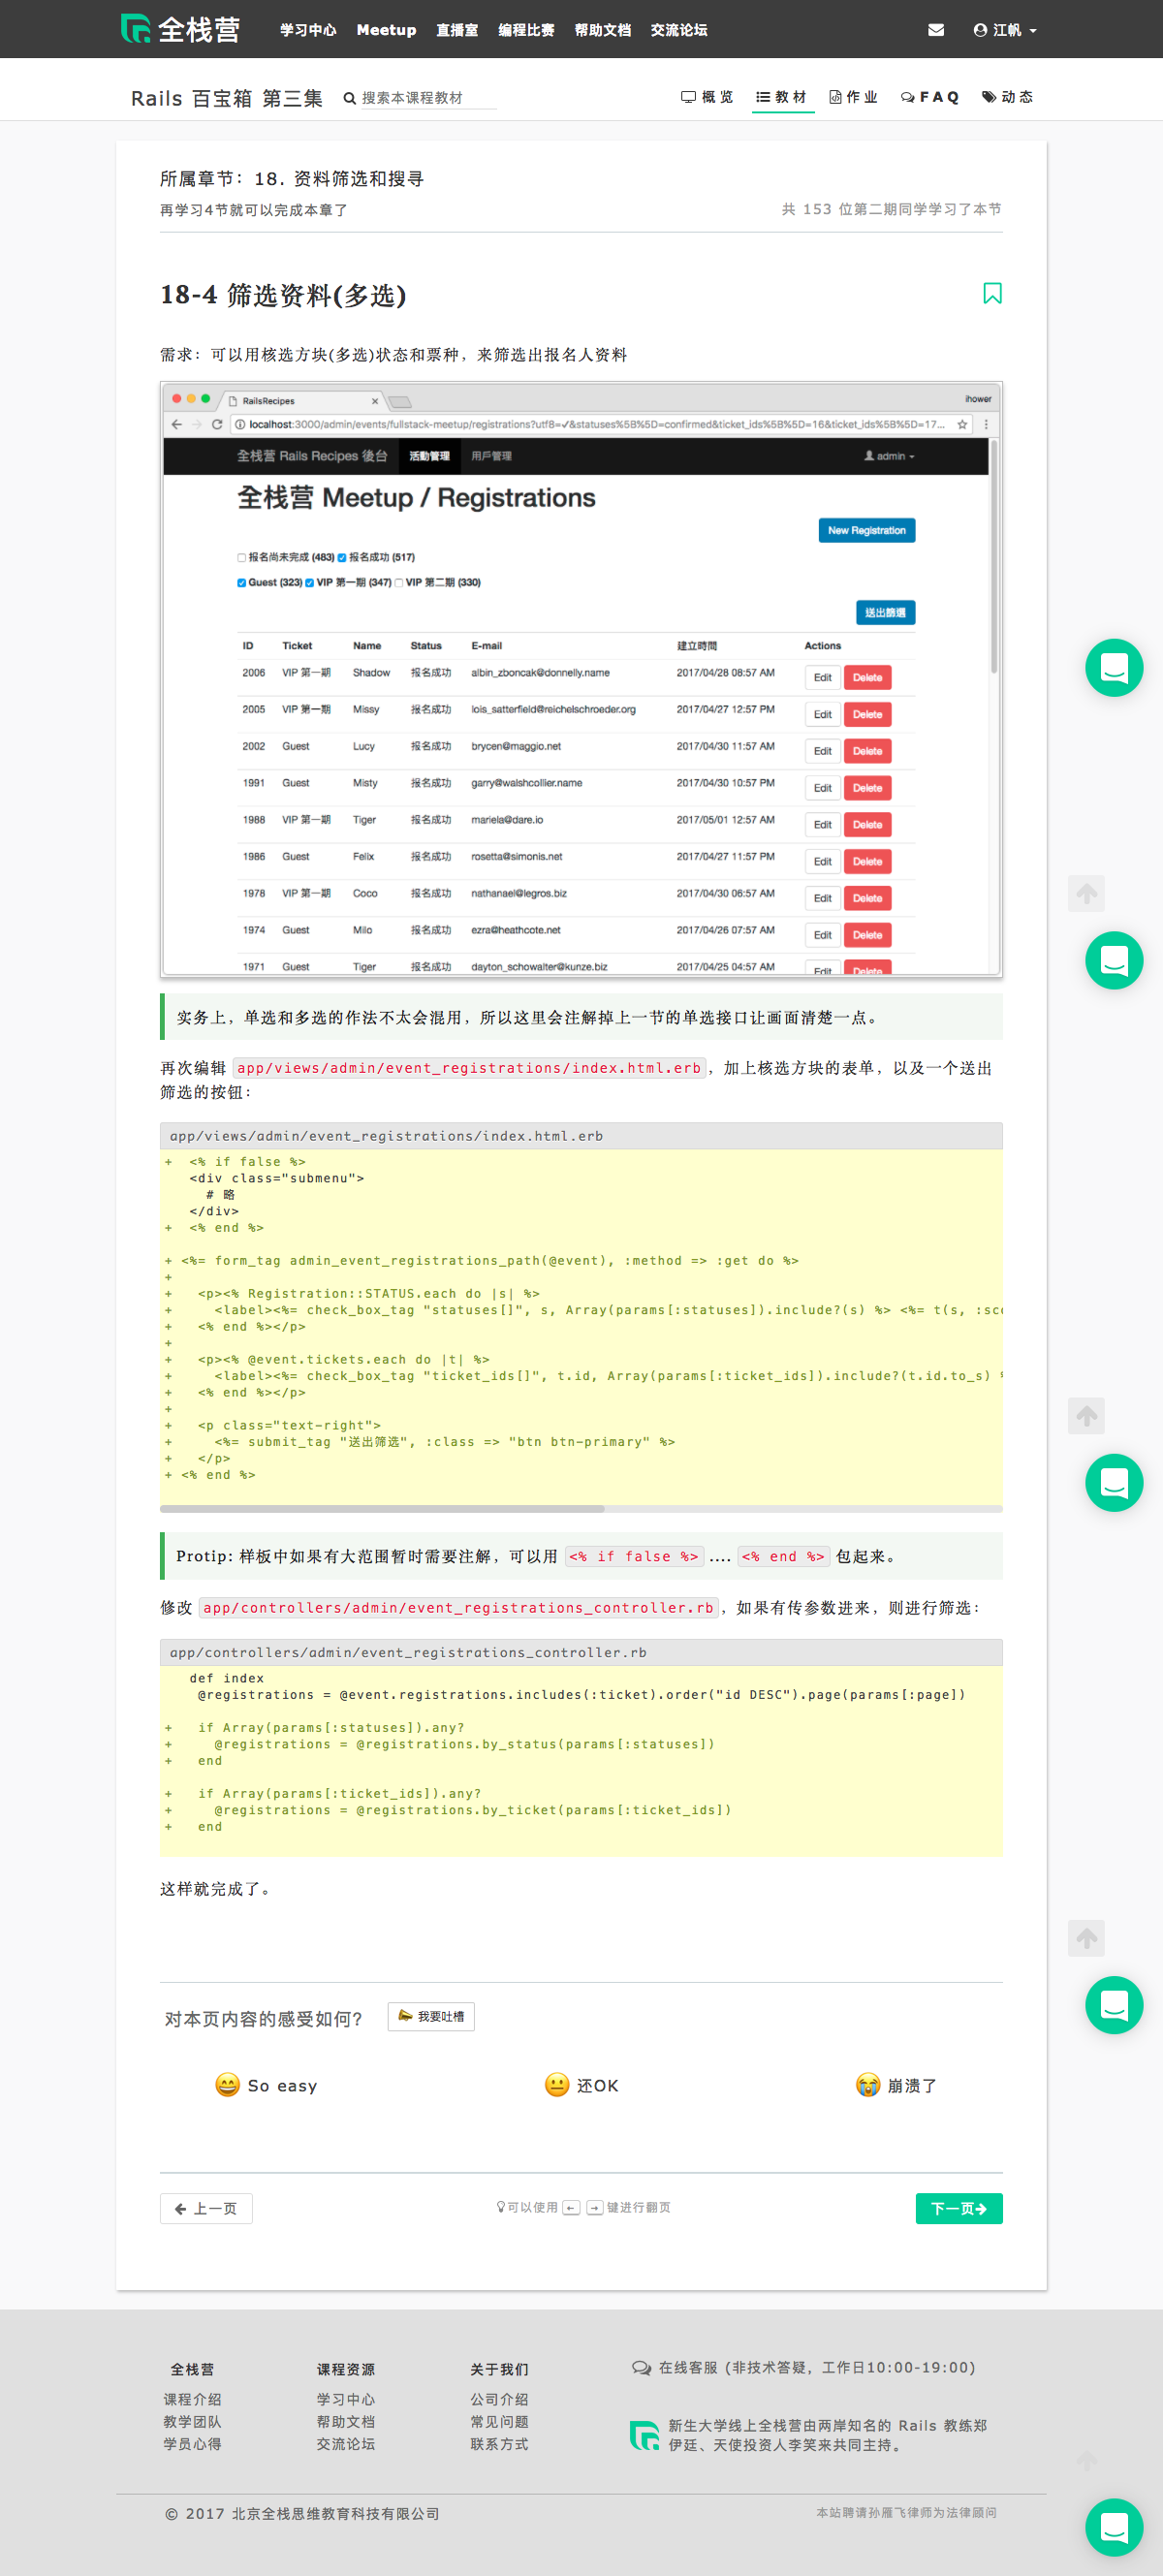 全栈营
学习中心 Meetup 直播室 编程比赛 帮助文档 交流论坛 江帆
Rails 百宝箱 第三集 搜索本课程教材 概览 教材 作业 FAQ 动态
所属章节：18. 资料筛选和搜寻
再学习4节就可以完成本章了 共 153 位第二期同学学习了本节
18-4 筛选资料(多选)
需求：可以用核选方块(多选)状态和票种，来筛选出报名人资料
RailsRecipes ihower
localhost:3000/admin/events/fullstack-meetup/registrations?utf8=✓&statuses%5B%5D=confirmed&ticket_ids%5B%5D=16&ticket_ids%5B%5D=17...
全栈营 Rails Recipes 後台 活動管理 用戶管理 admin
全栈营 Meetup / Registrations
New Registration
报名尚未完成 (483) 报名成功 (517)
Guest (323) VIP 第一期 (347) VIP 第二期 (330)
送出篩選
ID Ticket Name Status E-mail 建立時間 Actions
2006 VIP 第一期 Shadow 报名成功 albin_zboncak@donnelly.name 2017/04/28 08:57 AM Edit Delete
2005 VIP 第一期 Missy 报名成功 lois_satterfield@reichelschroeder.org 2017/04/27 12:57 PM Edit Delete
2002 Guest Lucy 报名成功 brycen@maggio.net 2017/04/30 11:57 AM Edit Delete
1991 Guest Misty 报名成功 garry@walshcollier.name 2017/04/30 10:57 PM Edit Delete
1988 VIP 第一期 Tiger 报名成功 mariela@dare.io 2017/05/01 12:57 AM Edit Delete
1986 Guest Felix 报名成功 rosetta@simonis.net 2017/04/27 11:57 PM Edit Delete
1978 VIP 第一期 Coco 报名成功 nathanael@legros.biz 2017/04/30 06:57 AM Edit Delete
1974 Guest Milo 报名成功 ezra@heathcote.net 2017/04/26 07:57 AM Edit Delete
1971 Guest Tiger 报名成功 dayton_schowalter@kunze.biz 2017/04/25 04:57 AM Edit Delete
实务上，单选和多选的作法不太会混用，所以这里会注解掉上一节的单选接口让画面清楚一点。
再次编辑 app/views/admin/event_registrations/index.html.erb，加上核选方块的表单，以及一个送出
筛选的按钮：
app/views/admin/event_registrations/index.html.erb
+  <% if false %>
   <div class="submenu">
     # 略
   </div>
+  <% end %>
+ <%= form_tag admin_event_registrations_path(@event), :method => :get do %>
+
+   <p><% Registration::STATUS.each do |s| %>
+     <label><%= check_box_tag "statuses[]", s, Array(params[:statuses]).include?(s) %> <%= t(s, :sco
+   <% end %></p>
+
+   <p><% @event.tickets.each do |t| %>
+     <label><%= check_box_tag "ticket_ids[]", t.id, Array(params[:ticket_ids]).include?(t.id.to_s) %
+   <% end %></p>
+
+   <p class="text-right">
+     <%= submit_tag "送出筛选", :class => "btn btn-primary" %>
+   </p>
+ <% end %>
Protip: 样板中如果有大范围暂时需要注解，可以用 <% if false %> .... <% end %> 包起来。
修改 app/controllers/admin/event_registrations_controller.rb，如果有传参数进来，则进行筛选：
app/controllers/admin/event_registrations_controller.rb
   def index
    @registrations = @event.registrations.includes(:ticket).order("id DESC").page(params[:page])
+   if Array(params[:statuses]).any?
+     @registrations = @registrations.by_status(params[:statuses])
+   end
+   if Array(params[:ticket_ids]).any?
+     @registrations = @registrations.by_ticket(params[:ticket_ids])
+   end
这样就完成了。
对本页内容的感受如何? 我要吐槽
So easy 还OK 崩溃了
← 上一页 可以使用 ← → 键进行翻页 下一页→
全栈营 课程资源 关于我们 在线客服 (非技术答疑，工作日10:00-19:00)
课程介绍 学习中心 公司介绍
教学团队 帮助文档 常见问题 新生大学线上全栈营由两岸知名的 Rails 教练郑
学员心得 交流论坛 联系方式 伊廷、天使投资人李笑来共同主持。
© 2017 北京全栈思维教育科技有限公司 本站聘请孙雁飞律师为法律顾问